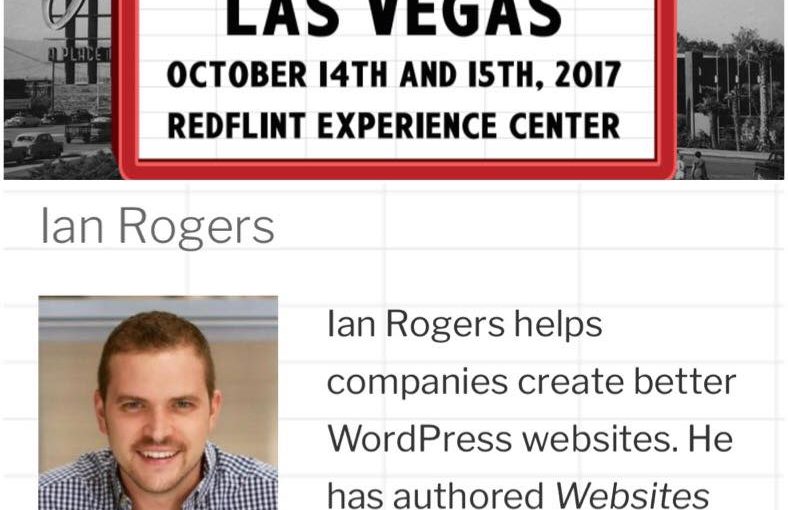 LAS VEGAS
OCTOBER 14TH AND 15TH, 2017
REDFLINT EXPERIENCE CENTER
Ian Rogers
Ian Rogers helps
companies create better
WordPress websites. He
has authored Websites